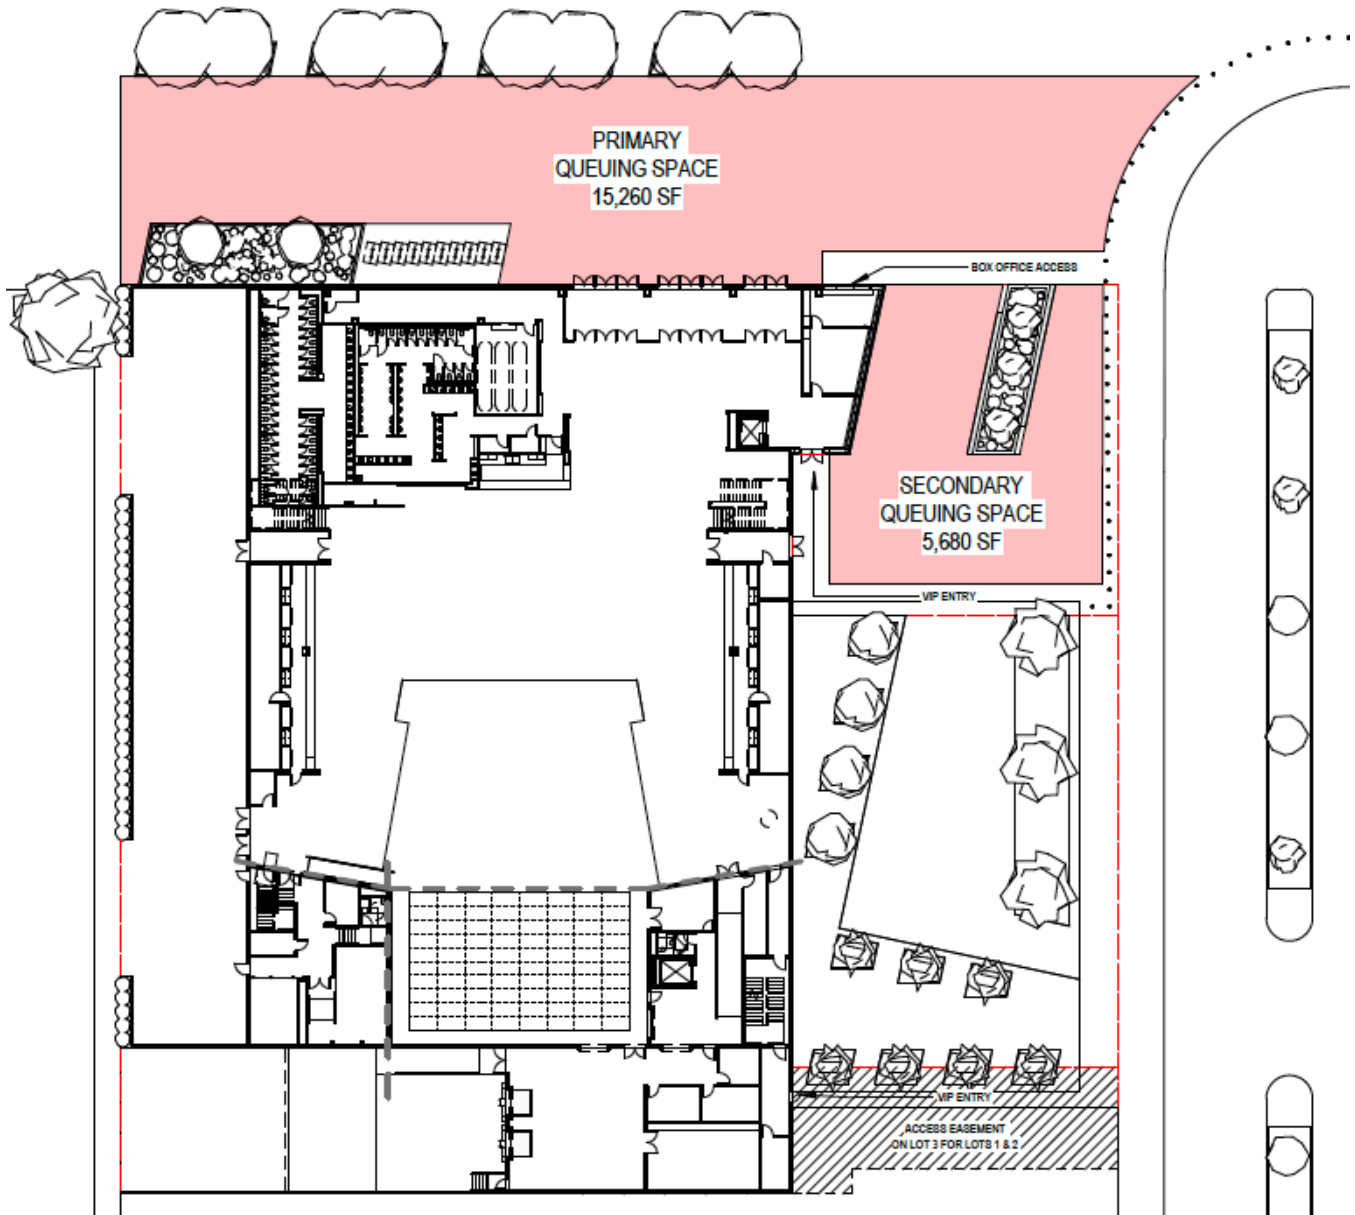 PRIMARY
QUEUING SPACE
15,260 SF
BOX OFFICE ACCESS
SECONDARY
QUEUING SPACE
5,680 SF
VIP ENTRY
VIP ENTRY
ACCESS EASEMENT
ON LOT 3 FOR LOTS 1 & 2